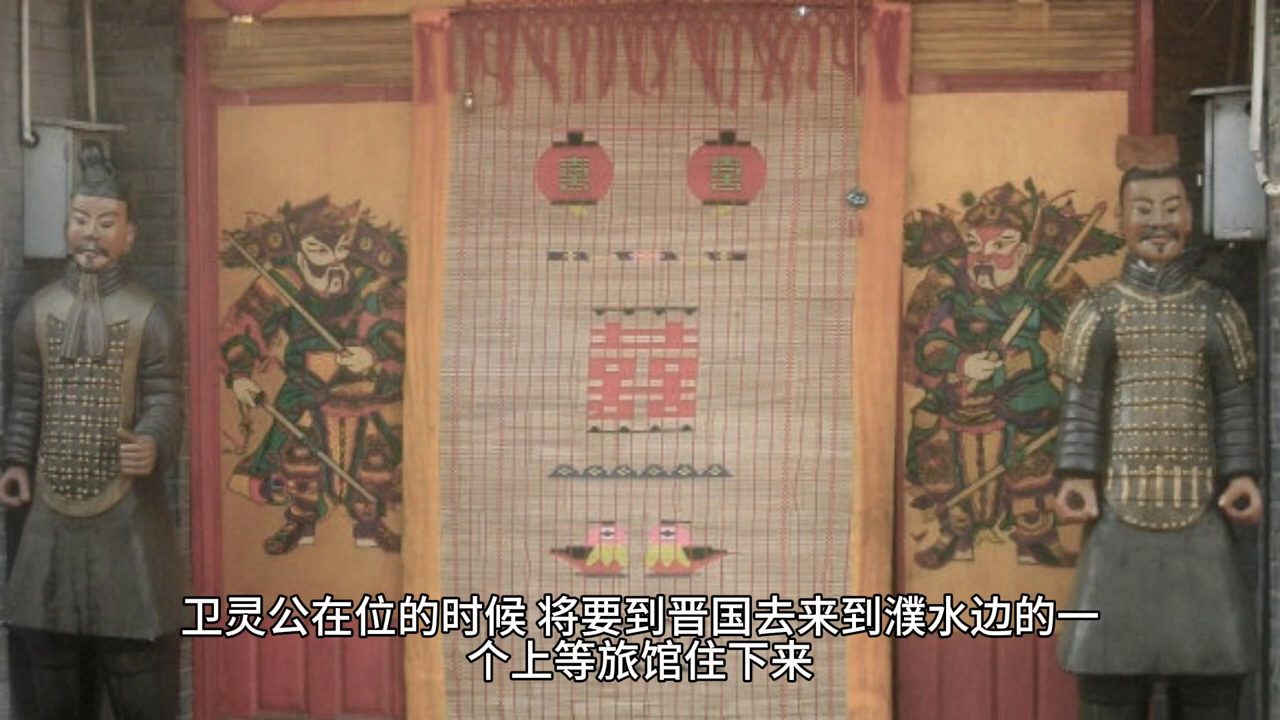 囍
卫灵公在位的时候 将要到晋国去来到濮水边的一
个上等旅馆住下来